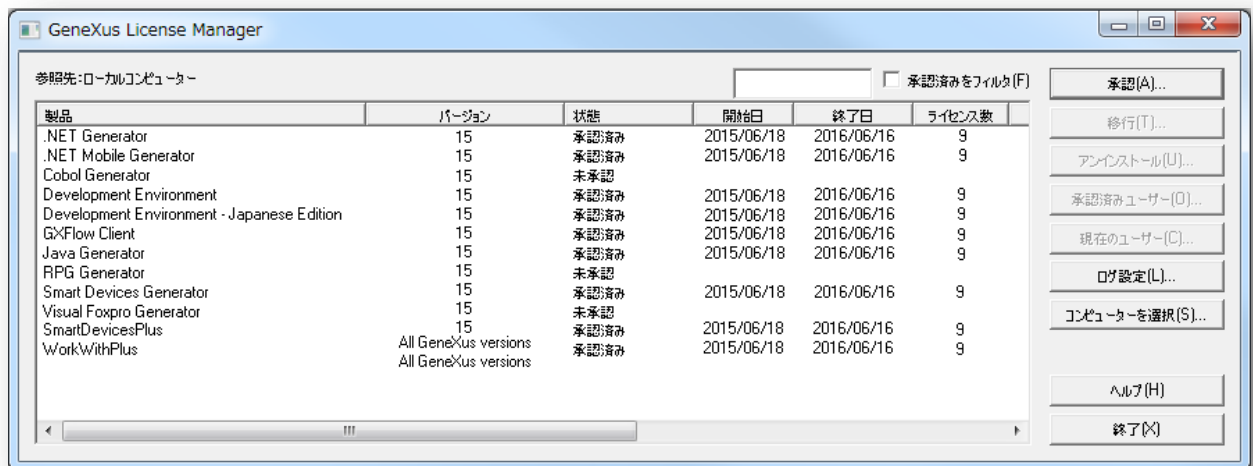 GeneXus License Manager
参照先:ローカルコンピューター
承認済みをフィルタ(F)
製品 バージョン 状態 開始日 終了日 ライセンス数
.NET Generator 15 承認済み 2015/06/18 2016/06/16 9
.NET Mobile Generator 15 承認済み 2015/06/18 2016/06/16 9
Cobol Generator 15 未承認
Development Environment 15 承認済み 2015/06/18 2016/06/16 9
Development Environment - Japanese Edition 15 承認済み 2015/06/18 2016/06/16 9
GXFlow Client 15 承認済み 2015/06/18 2016/06/16 9
Java Generator 15 承認済み 2015/06/18 2016/06/16 9
RPG Generator 15 未承認
Smart Devices Generator 15 承認済み 2015/06/18 2016/06/16 9
Visual Foxpro Generator 15 未承認
SmartDevicesPlus 15 承認済み 2015/06/18 2016/06/16 9
WorkWithPlus All GeneXus versions 承認済み 2015/06/18 2016/06/16 9
All GeneXus versions
承認(A)...
移行(T)...
アンインストール(U)...
承認済みユーザー(O)...
現在のユーザー(C)...
ログ設定(L)...
コンピューターを選択(S)...
ヘルプ(H)
終了(X)